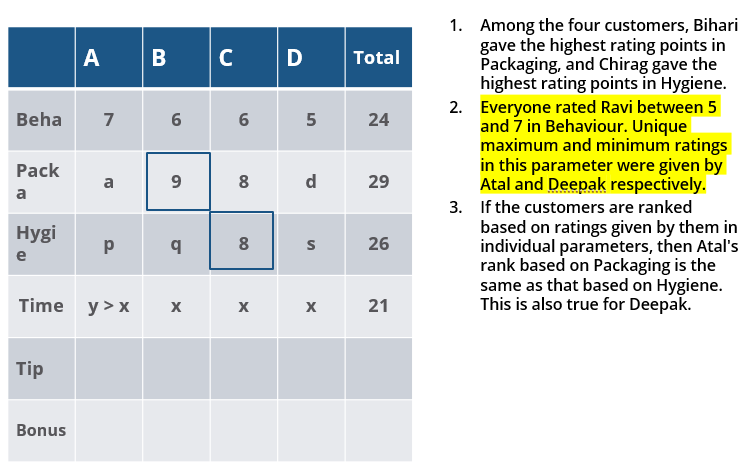 A B C D Total
Beha 7 6 6 5 24
Pack
a a 9 8 d 29
Hygi
e p q 8 s 26
Time y > x x x x 21
Tip
Bonus
1. Among the four customers, Bihari
gave the highest rating points in
Packaging, and Chirag gave the
highest rating points in Hygiene.
2. Everyone rated Ravi between 5
and 7 in Behaviour. Unique
maximum and minimum ratings
in this parameter were given by
Atal and Deepak respectively.
3. If the customers are ranked
based on ratings given by them in
individual parameters, then Atal's
rank based on Packaging is the
same as that based on Hygiene.
This is also true for Deepak.